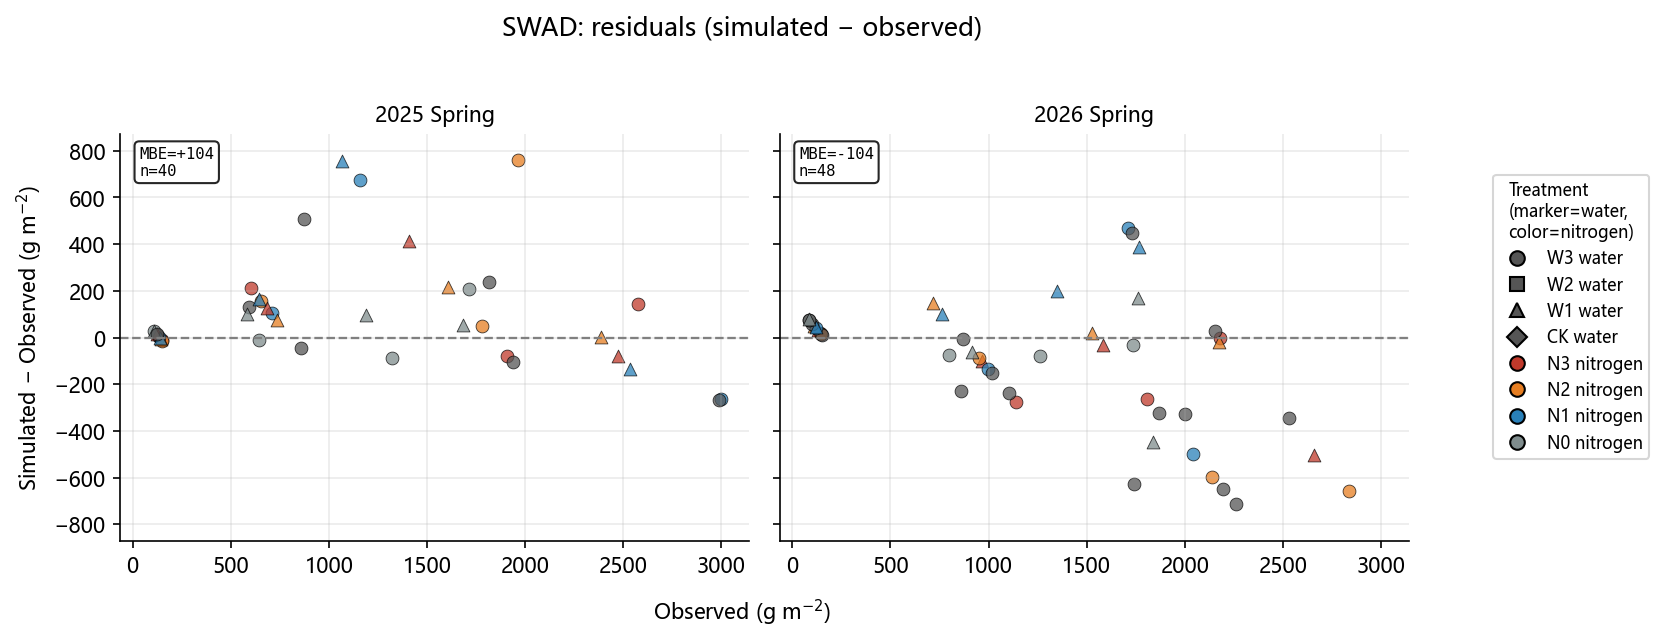 SWAD: residuals (simulated − observed)
2025 Spring
2026 Spring
MBE=+104
n=40
MBE=-104
n=48
Simulated − Observed (g m⁻²)
800
600
400
200
0
−200
−400
−600
−800
0 500 1000 1500 2000 2500 3000
0 500 1000 1500 2000 2500 3000
Observed (g m⁻²)
Treatment
(marker=water,
color=nitrogen)
W3 water
W2 water
W1 water
CK water
N3 nitrogen
N2 nitrogen
N1 nitrogen
N0 nitrogen